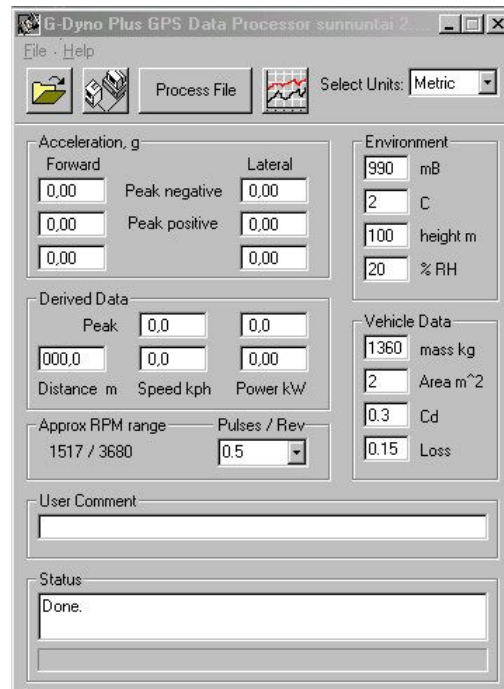 G-Dyno Plus GPS Data Processor sunnuntai 2 ...
File Help
Process File
Select Units: Metric
Acceleration, g
Forward Lateral
0,00 Peak negative 0,00
0,00 Peak positive 0,00
0,00 0,00
Environment
990 mB
2 C
100 height m
20 % RH
Derived Data
Peak 0,0 0,0
000,0 0,0 0,00
Distance m Speed kph Power kW
Vehicle Data
1360 mass kg
2 Area m^2
0.3 Cd
0.15 Loss
Approx RPM range Pulses / Rev
1517 / 3680 0.5
User Comment
Status
Done.